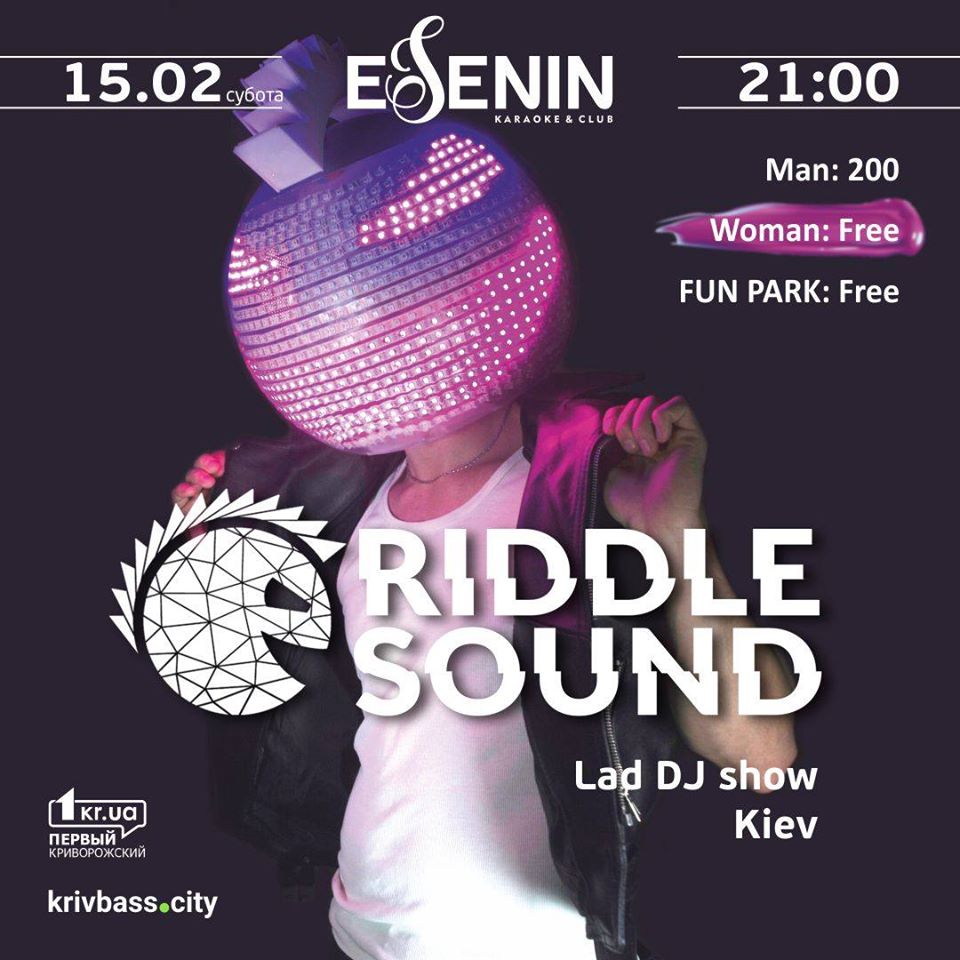 15.02 субота
ESENIN
KARAOKE & CLUB
21:00
Man: 200
Woman: Free
FUN PARK: Free
RIDDLE
SOUND
Lad DJ show
Kiev
1kr.ua
ПЕРВЫЙ
КРИВОРОЖСКИЙ
krivbass.city